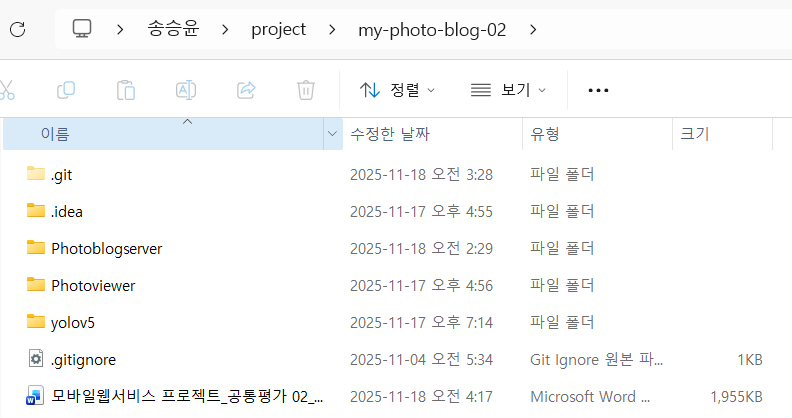 송승윤 project my-photo-blog-02
정렬 보기
이름 수정한 날짜 유형 크기
.git 2025-11-18 오전 3:28 파일 폴더
.idea 2025-11-17 오후 4:55 파일 폴더
Photoblogserver 2025-11-18 오전 2:29 파일 폴더
Photoviewer 2025-11-17 오후 4:56 파일 폴더
yolov5 2025-11-17 오후 7:14 파일 폴더
.gitignore 2025-11-04 오전 5:34 Git Ignore 원본 파... 1KB
모바일웹서비스 프로젝트_공통평가 02_... 2025-11-18 오전 4:17 Microsoft Word ... 1,955KB